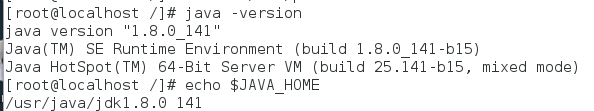 [root@localhost /]# java -version
java version "1.8.0_141"
Java(TM) SE Runtime Environment (build 1.8.0_141-b15)
Java HotSpot(TM) 64-Bit Server VM (build 25.141-b15, mixed mode)
[root@localhost /]# echo $JAVA_HOME
/usr/java/jdk1.8.0 141